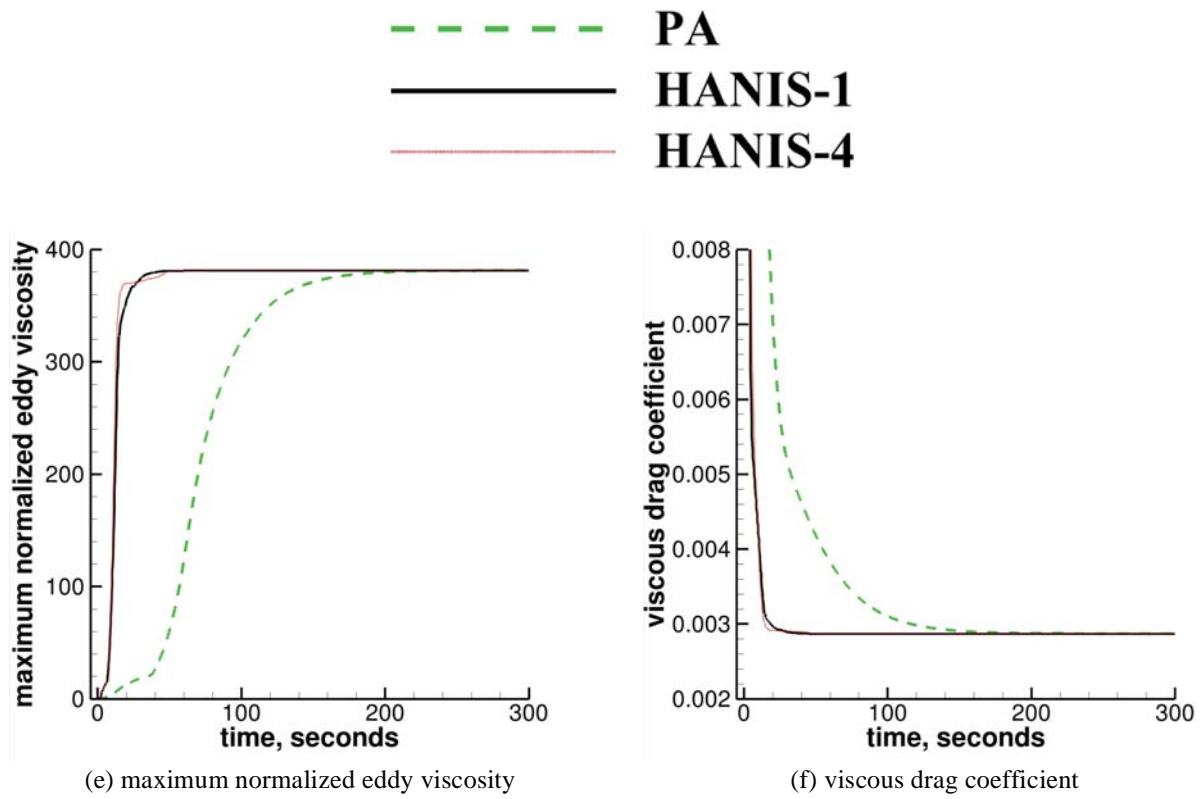 PA
HANIS-1
HANIS-4
maximum normalized eddy viscosity
400
300
200
100
0
0 100 200 300
time, seconds
(e) maximum normalized eddy viscosity
viscous drag coefficient
0.008
0.007
0.006
0.005
0.004
0.003
0.002
0 100 200 300
time, seconds
(f) viscous drag coefficient